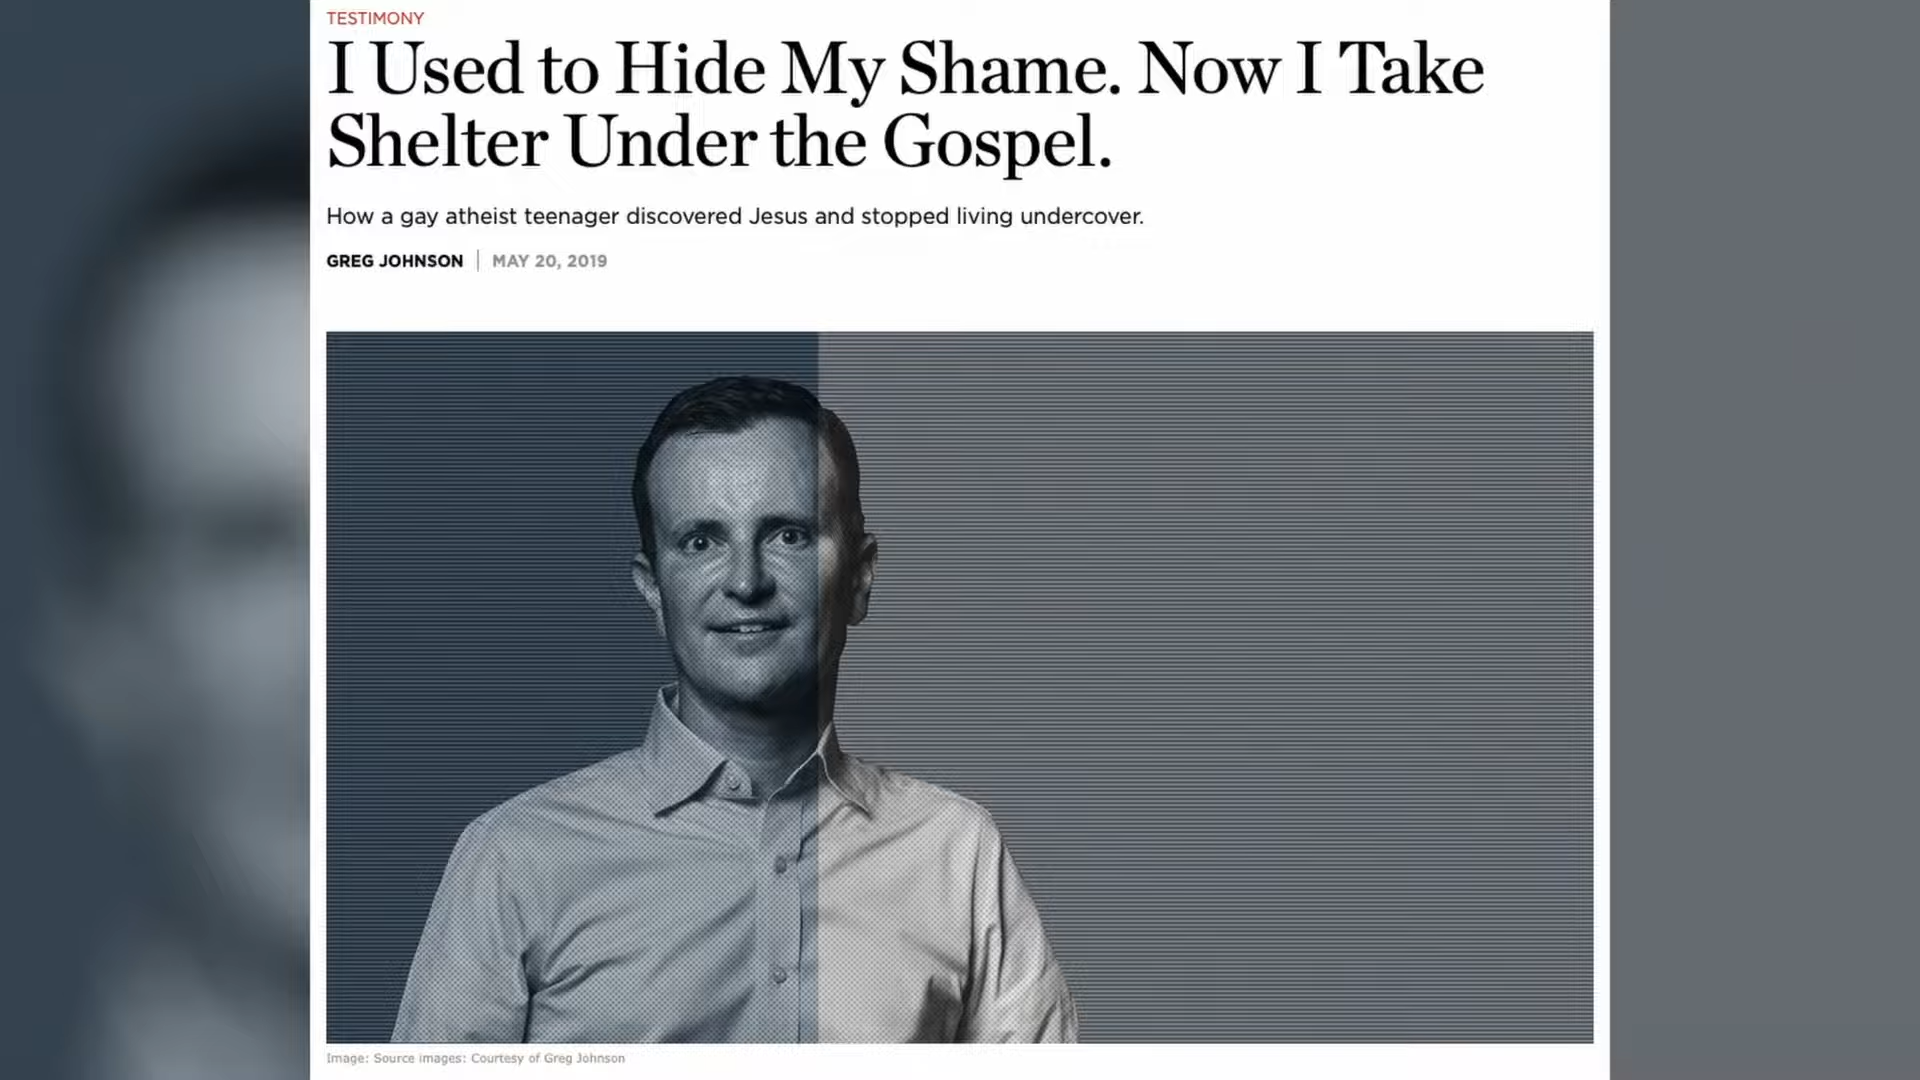 TESTIMONY
I Used to Hide My Shame. Now I Take
Shelter Under the Gospel.
How a gay atheist teenager discovered Jesus and stopped living undercover.
GREG JOHNSON | MAY 20, 2019
Image: Source images: Courtesy of Greg Johnson